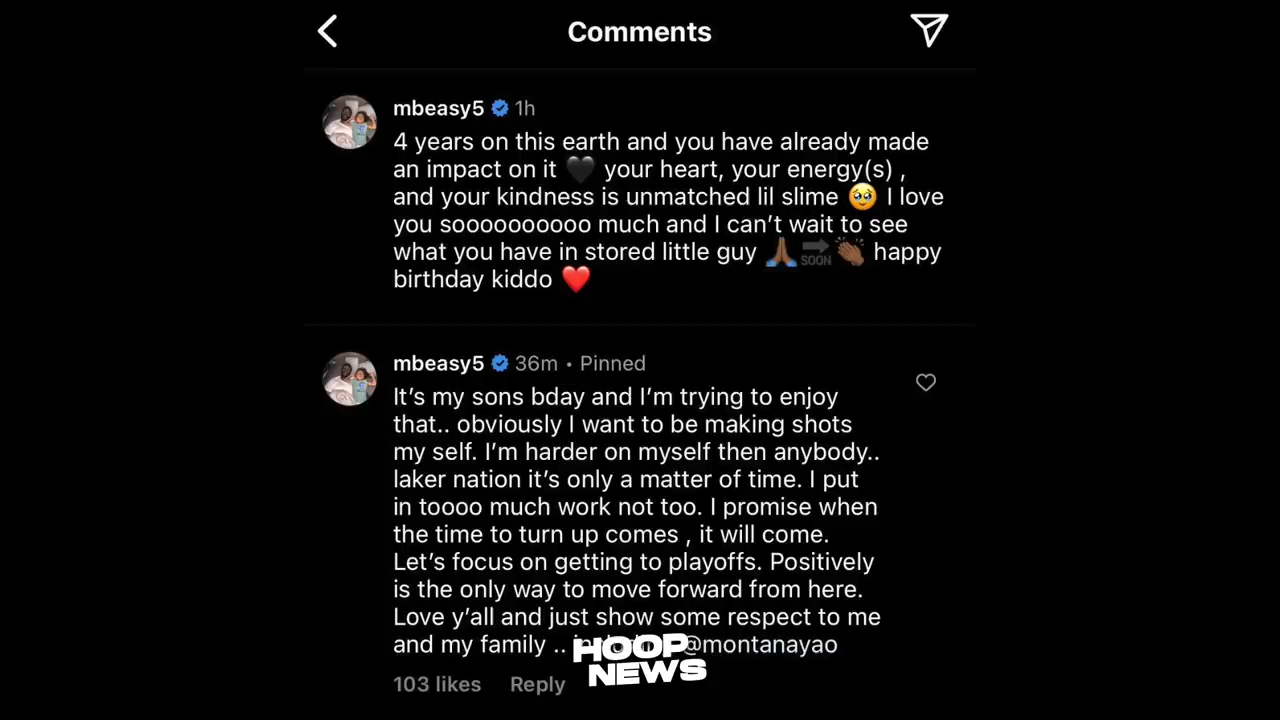 Comments
mbeasy5 1h
4 years on this earth and you have already made
an impact on it 🖤 your heart, your energy(s) ,
and your kindness is unmatched lil slime 🥹 I love
you soooooooooo much and I can't wait to see
what you have in stored little guy 🙏🏾🔜👏🏾 happy
birthday kiddo ❤️
mbeasy5 36m • Pinned
It's my sons bday and I'm trying to enjoy
that.. obviously I want to be making shots
my self. I'm harder on myself then anybody..
laker nation it's only a matter of time. I put
in toooo much work not too. I promise when
the time to turn up comes , it will come.
Let's focus on getting to playoffs. Positively
is the only way to move forward from here.
Love y'all and just show some respect to me
and my family .. @montanayao
HOOP
NEWS
103 likes Reply